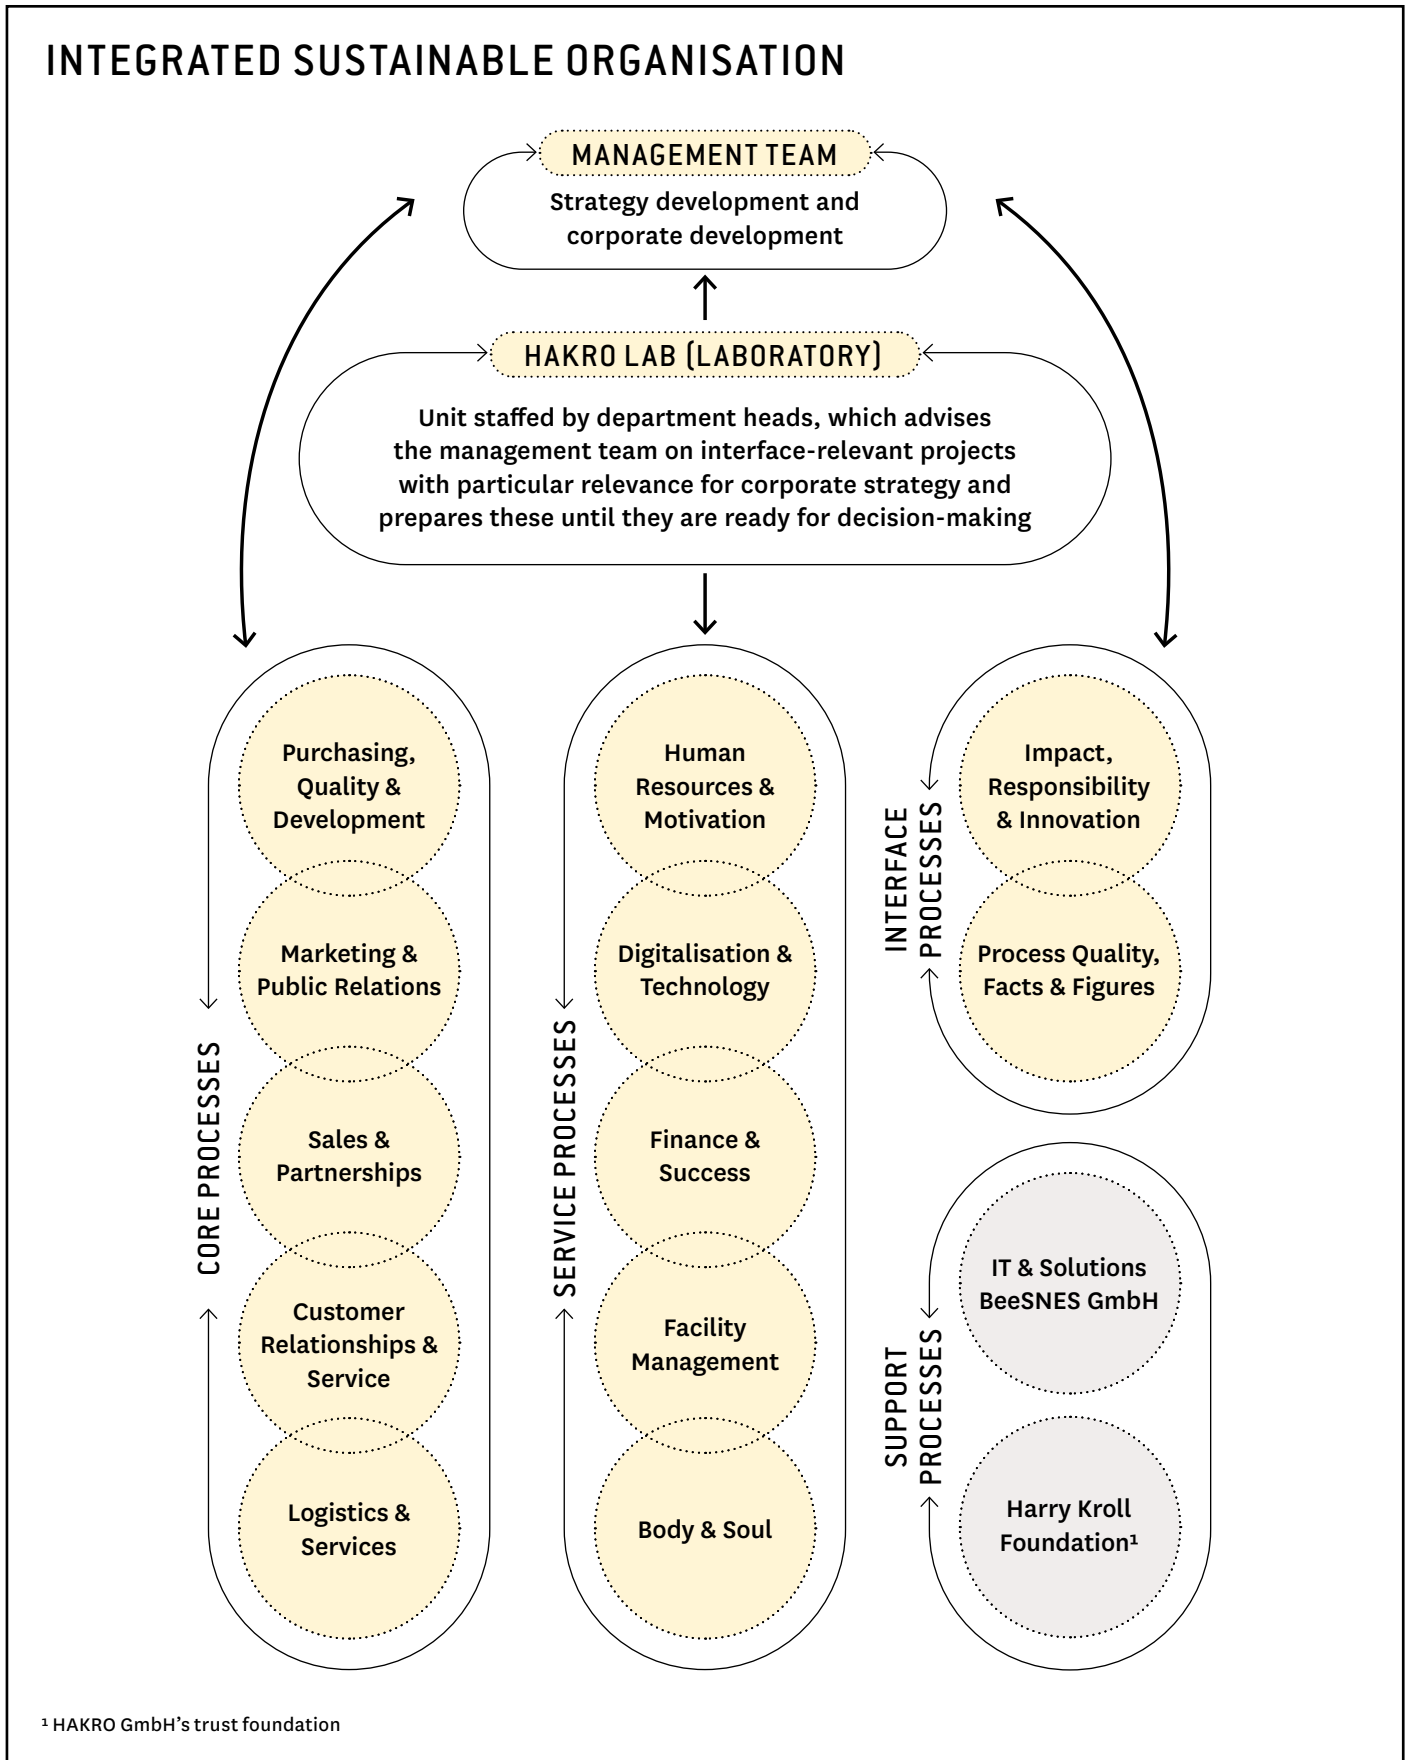 INTEGRATED SUSTAINABLE ORGANISATION
MANAGEMENT TEAM
Strategy development and
corporate development
HAKRO LAB (LABORATORY)
Unit staffed by department heads, which advises
the management team on interface-relevant projects
with particular relevance for corporate strategy and
prepares these until they are ready for decision-making
CORE PROCESSES
Purchasing,
Quality &
Development
Marketing &
Public Relations
Sales &
Partnerships
Customer
Relationships &
Service
Logistics &
Services
SERVICE PROCESSES
Human
Resources &
Motivation
Digitalisation &
Technology
Finance &
Success
Facility
Management
Body & Soul
INTERFACE
PROCESSES
Impact,
Responsibility
& Innovation
Process Quality,
Facts & Figures
SUPPORT
PROCESSES
IT & Solutions
BeeSNES GmbH
Harry Kroll
Foundation¹
¹ HAKRO GmbH’s trust foundation